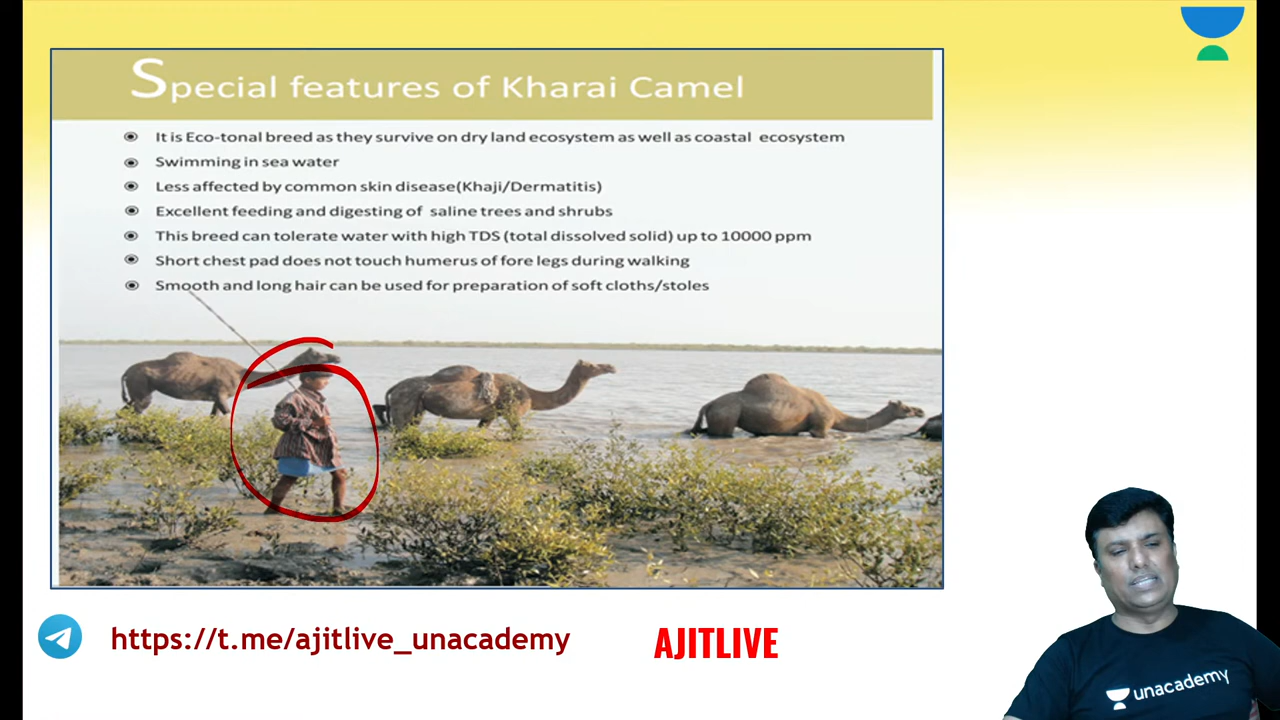 Special features of Kharai Camel
It is Eco-tonal breed as they survive on dry land ecosystem as well as coastal ecosystem
Swimming in sea water
Less affected by common skin disease(Khaji/Dermatitis)
Excellent feeding and digesting of saline trees and shrubs
This breed can tolerate water with high TDS (total dissolved solid) up to 10000 ppm
Short chest pad does not touch humerus of fore legs during walking
Smooth and long hair can be used for preparation of soft cloths/stoles
https://t.me/ajitlive_unacademy
AJITLIVE
unacademy